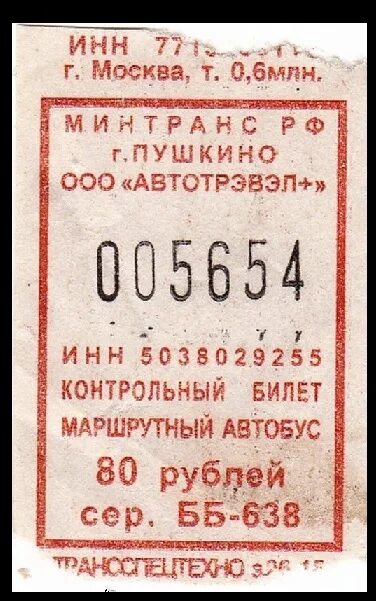 ИНН
г. Москва, т. 0,6млн.
МИНТРАНС РФ
г.ПУШКИНО
ООО «АВТОТРЭВЭЛ+»
005654
ИНН 5038029255
КОНТРОЛЬНЫЙ БИЛЕТ
МАРШРУТНЫЙ АВТОБУС
80 рублей
сер. ББ-638
ТРАНССПЕЦТЕХНО